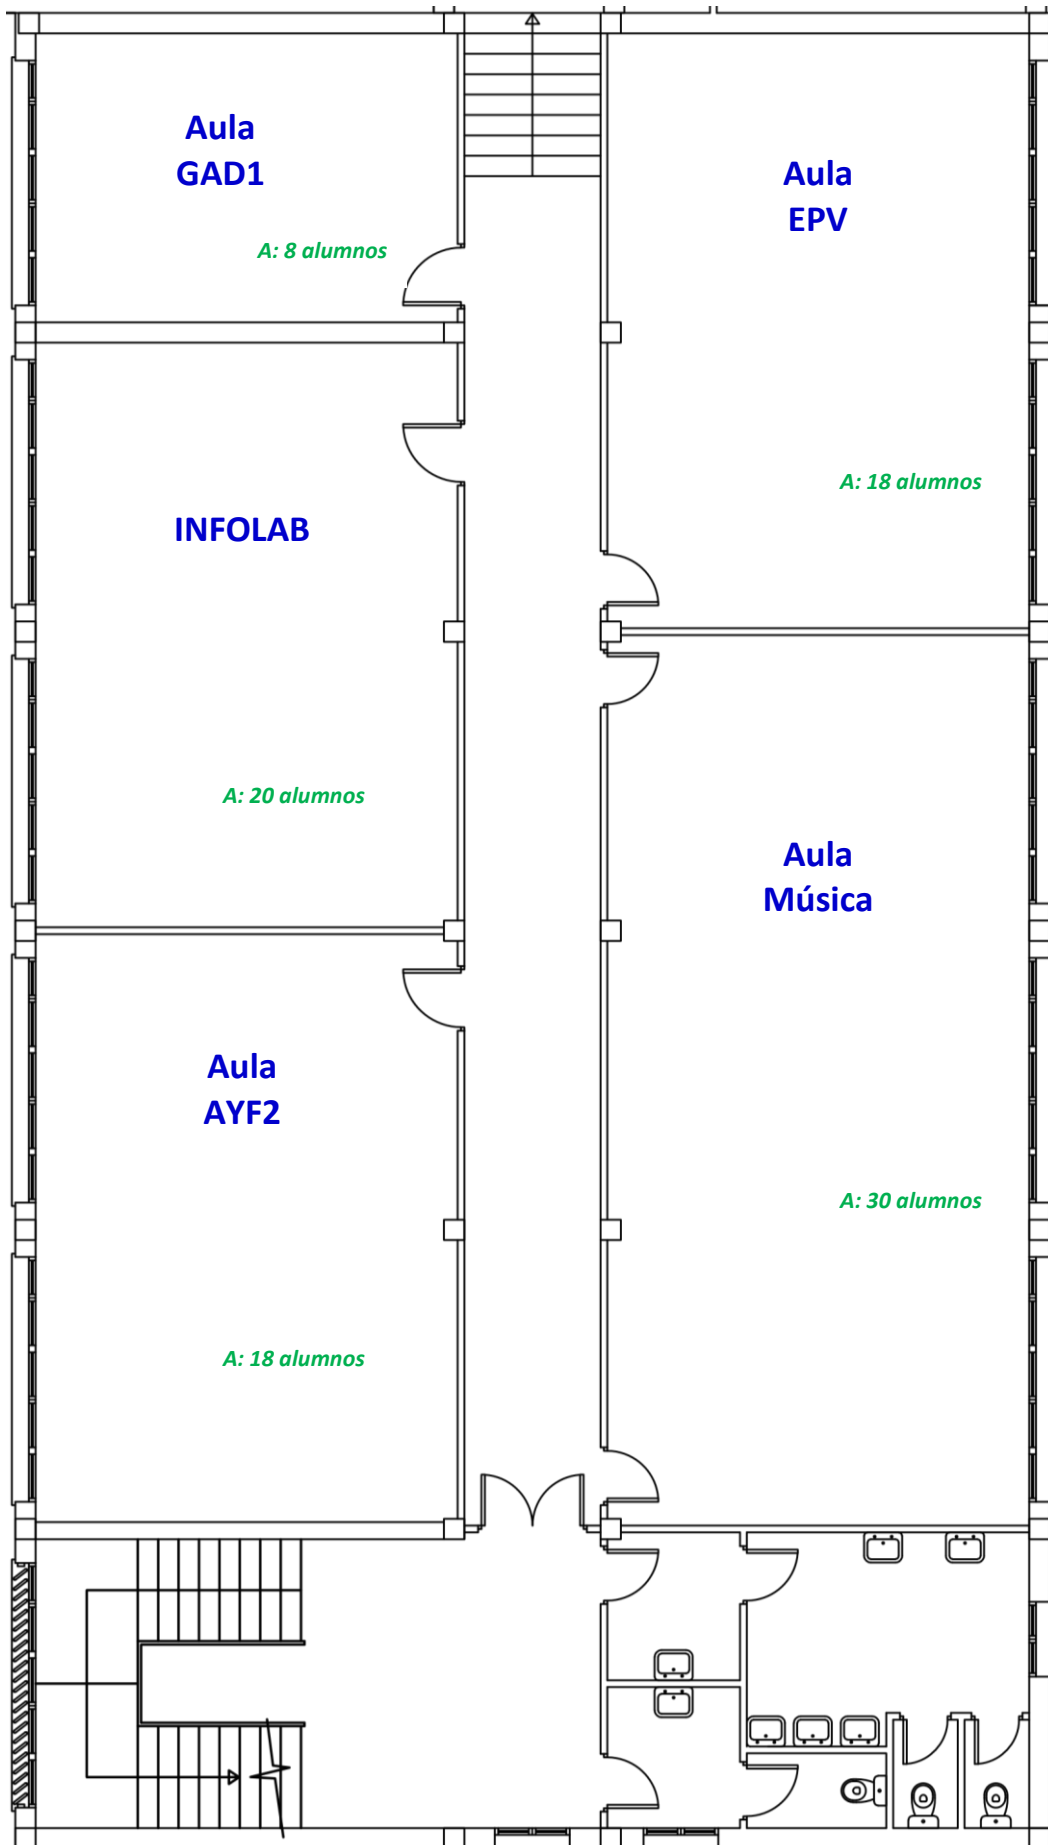 Aula
GAD1
A: 8 alumnos
Aula
EPV
A: 18 alumnos
INFOLAB
A: 20 alumnos
Aula
Música
A: 30 alumnos
Aula
AYF2
A: 18 alumnos